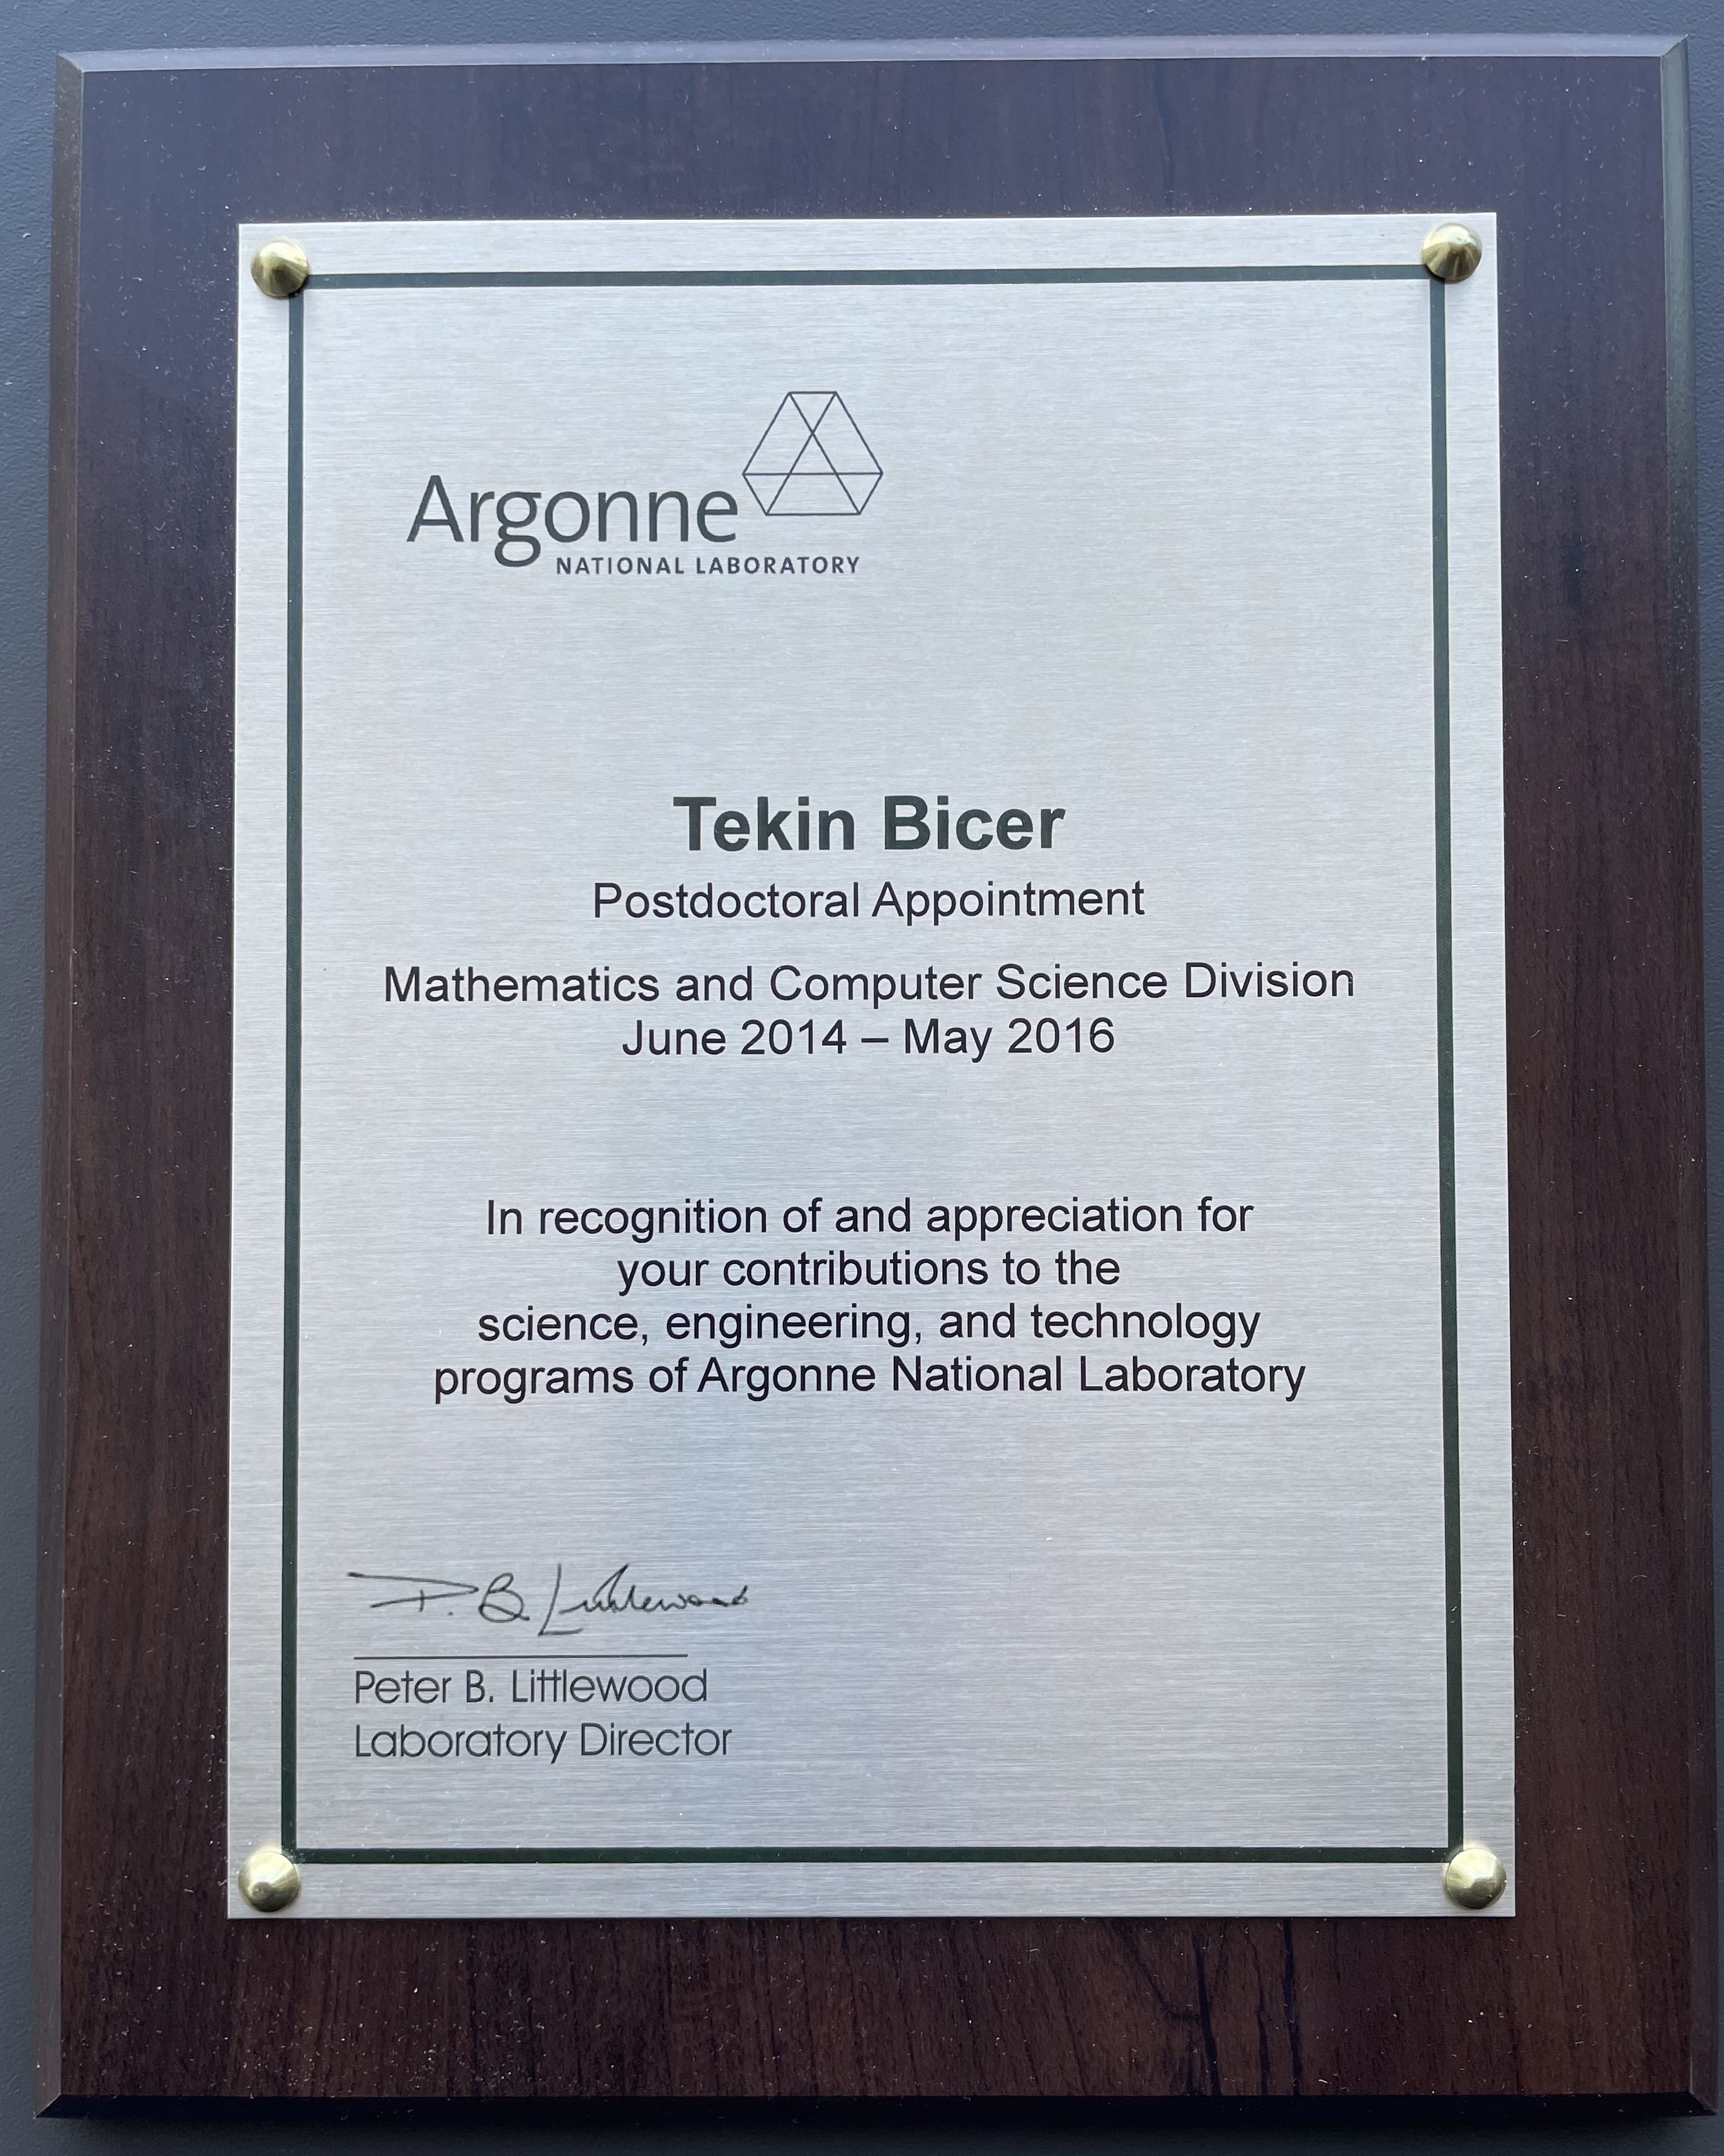 Argonne
NATIONAL LABORATORY
Tekin Bicer
Postdoctoral Appointment
Mathematics and Computer Science Division
June 2014 – May 2016
In recognition of and appreciation for
your contributions to the
science, engineering, and technology
programs of Argonne National Laboratory
P. B. Littlewood
Peter B. Littlewood
Laboratory Director